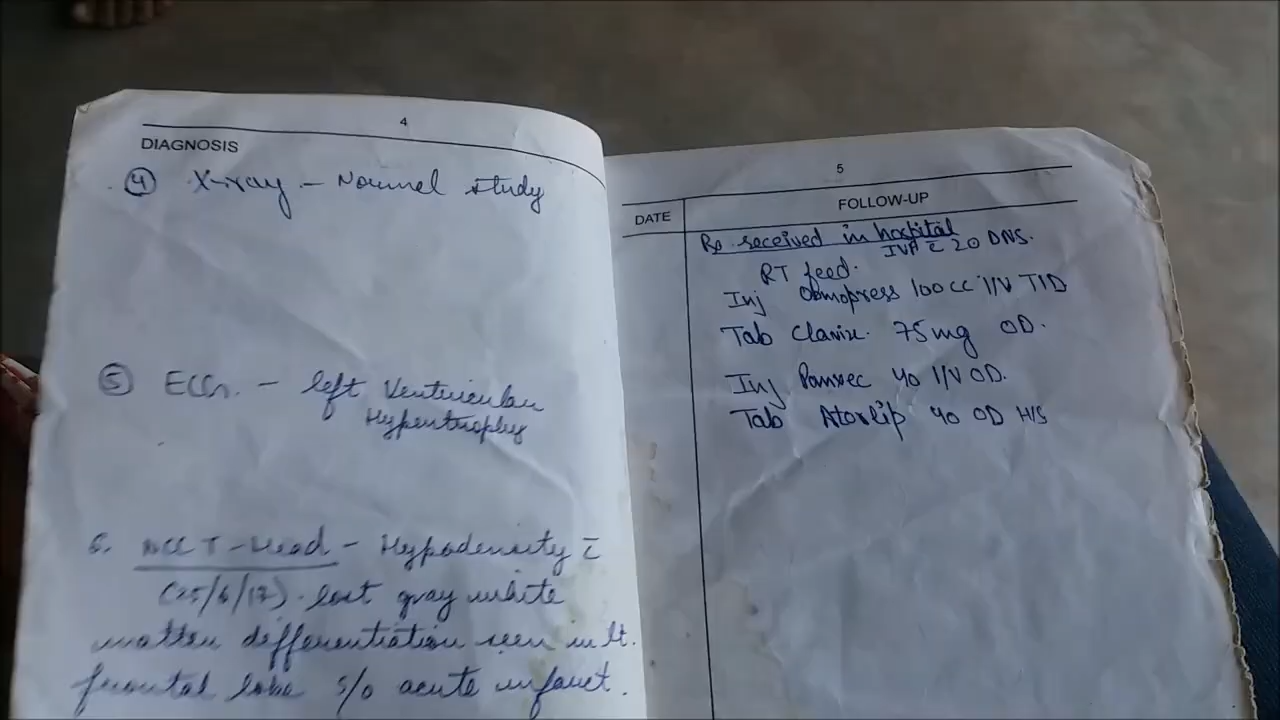 4
DIAGNOSIS
④ X-ray - Normal study
⑤ ECG. - left Ventricular
Hypertrophy
6. NCCT-Head - Hypodensity c̅
(25/6/17). lost gray white
matter differentiation seen in lt.
frontal lobe s/o acute infarct.
5
DATE FOLLOW-UP
Rx received in hospital
IVF c̅ 20 DNS.
RT feed.
Inj Osmopress 100cc I/V TID
Tab Clavix 75mg OD.
Inj Pansec 40 I/V OD.
Tab Atorlip 40 OD H/S